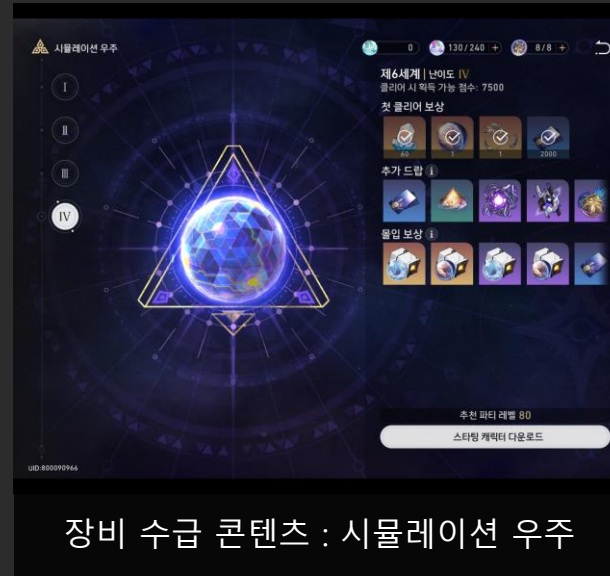 시뮬레이션 우주
0
130/240 +
8/8 +
I
II
III
IV
제6세계 | 난이도 IV
클리어 시 획득 가능 점수: 7500
첫 클리어 보상
60
1
1
2000
추가 드랍 i
몰입 보상 i
추천 파티 레벨 80
스타팅 캐릭터 다운로드
UID:800090966
장비 수급 콘텐츠 : 시뮬레이션 우주